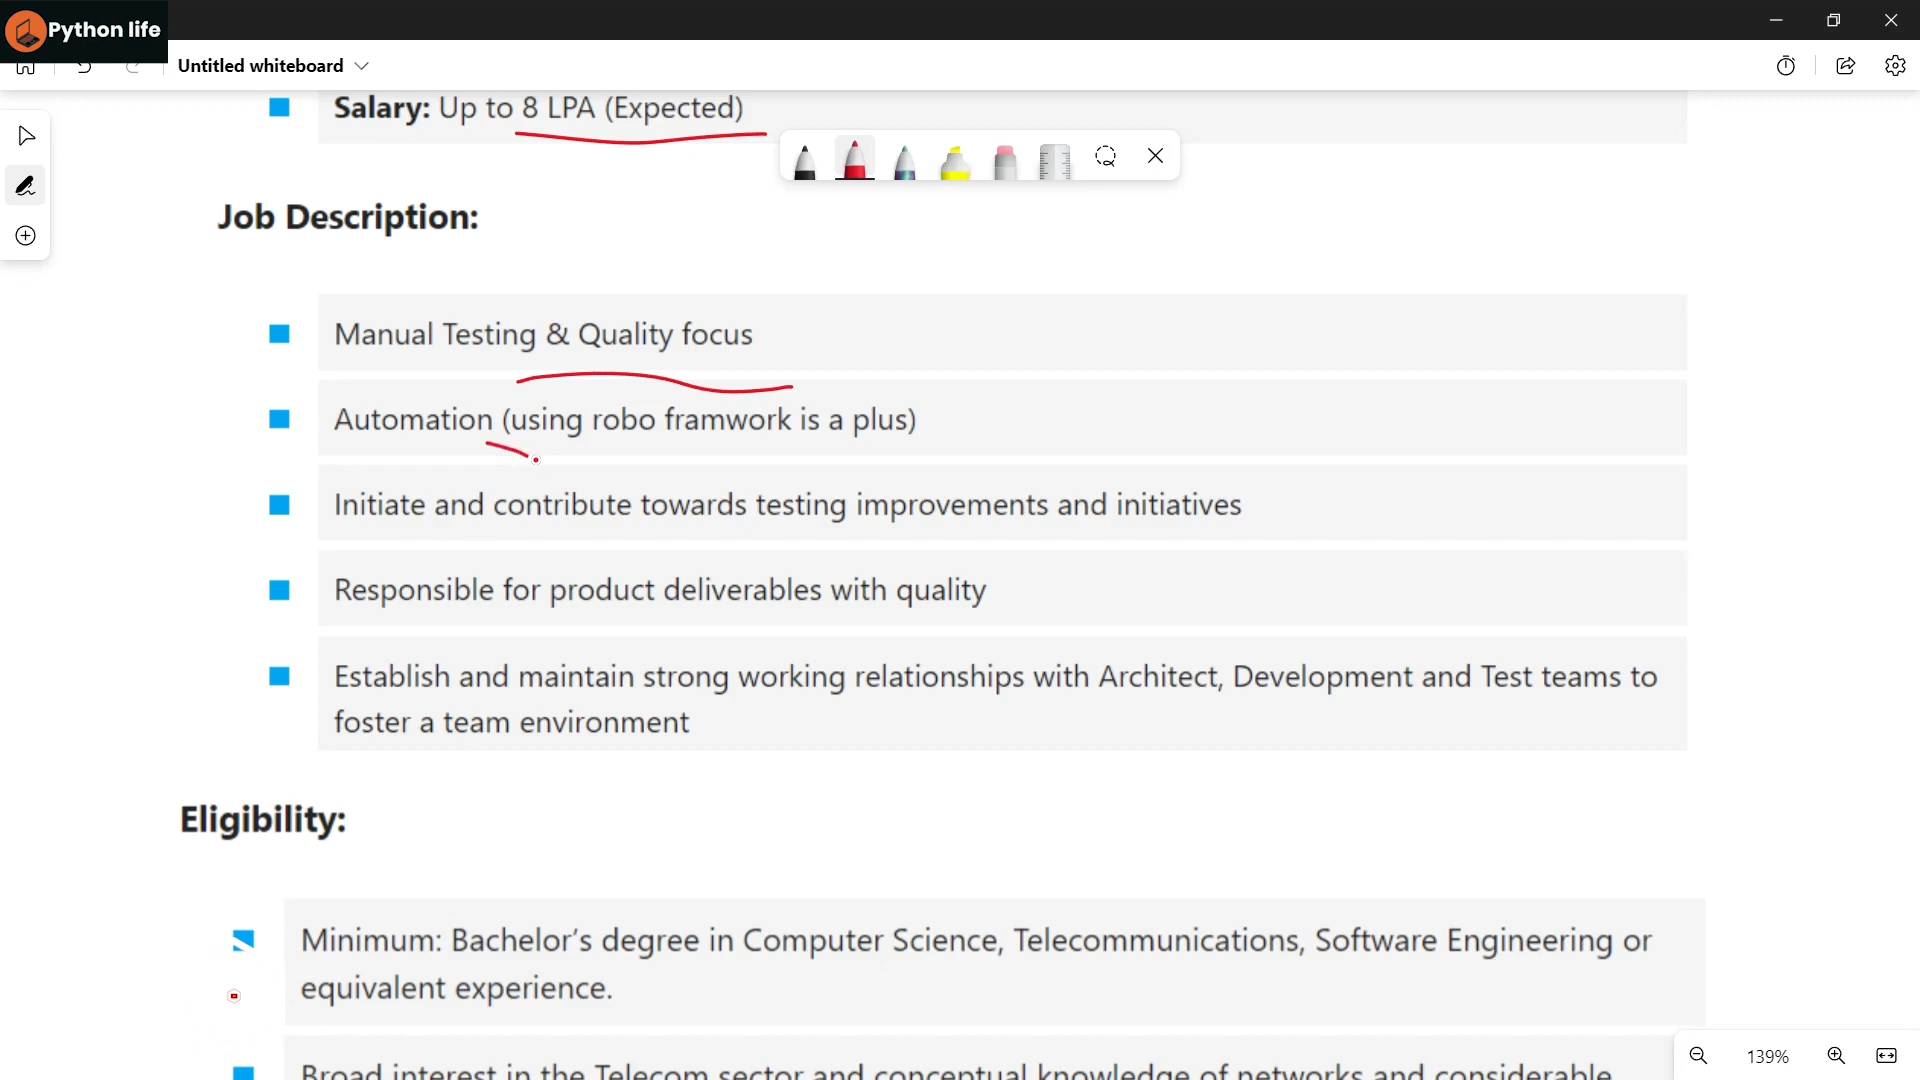 Python life
Untitled whiteboard
Salary: Up to 8 LPA (Expected)
Job Description:
Manual Testing & Quality focus
Automation (using robo framwork is a plus)
Initiate and contribute towards testing improvements and initiatives
Responsible for product deliverables with quality
Establish and maintain strong working relationships with Architect, Development and Test teams to
foster a team environment
Eligibility:
Minimum: Bachelor's degree in Computer Science, Telecommunications, Software Engineering or
equivalent experience.
Broad interest in the Telecom sector and conceptual knowledge of networks and considerable
139%